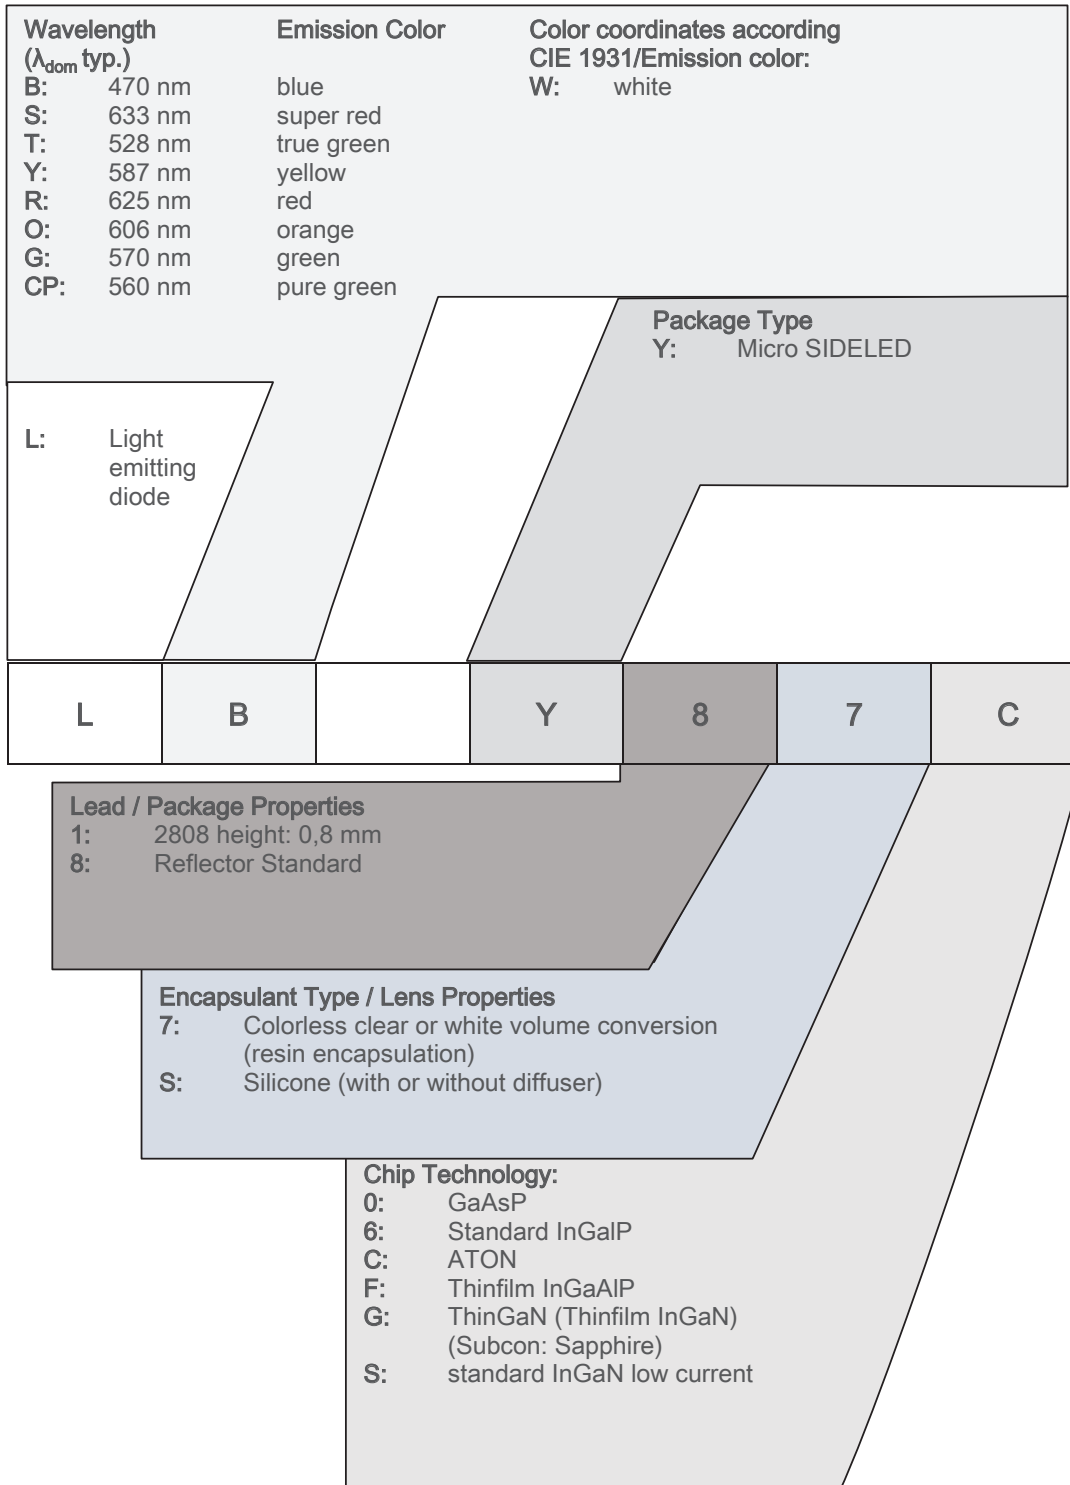 Wavelength Emission Color Color coordinates according
(λdom typ.) CIE 1931/Emission color:
B: 470 nm blue W: white
S: 633 nm super red
T: 528 nm true green
Y: 587 nm yellow
R: 625 nm red
O: 606 nm orange
G: 570 nm green
CP: 560 nm pure green
Package Type
Y: Micro SIDELED
L: Light
emitting
diode
L B Y 8 7 C
Lead / Package Properties
1: 2808 height: 0,8 mm
8: Reflector Standard
Encapsulant Type / Lens Properties
7: Colorless clear or white volume conversion
(resin encapsulation)
S: Silicone (with or without diffuser)
Chip Technology:
0: GaAsP
6: Standard InGalP
C: ATON
F: Thinfilm InGaAlP
G: ThinGaN (Thinfilm InGaN)
(Subcon: Sapphire)
S: standard InGaN low current